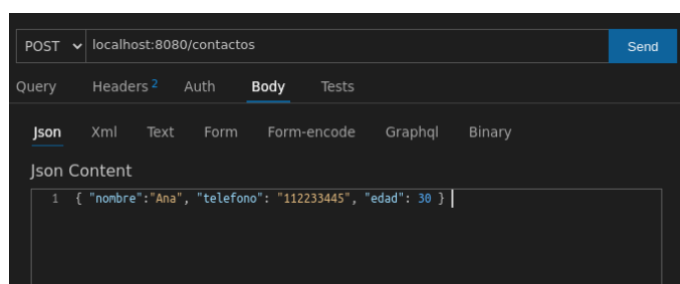 POST localhost:8080/contactos Send
Query Headers 2 Auth Body Tests
Json Xml Text Form Form-encode Graphql Binary
Json Content
1 { "nombre":"Ana", "telefono": "112233445", "edad": 30 }